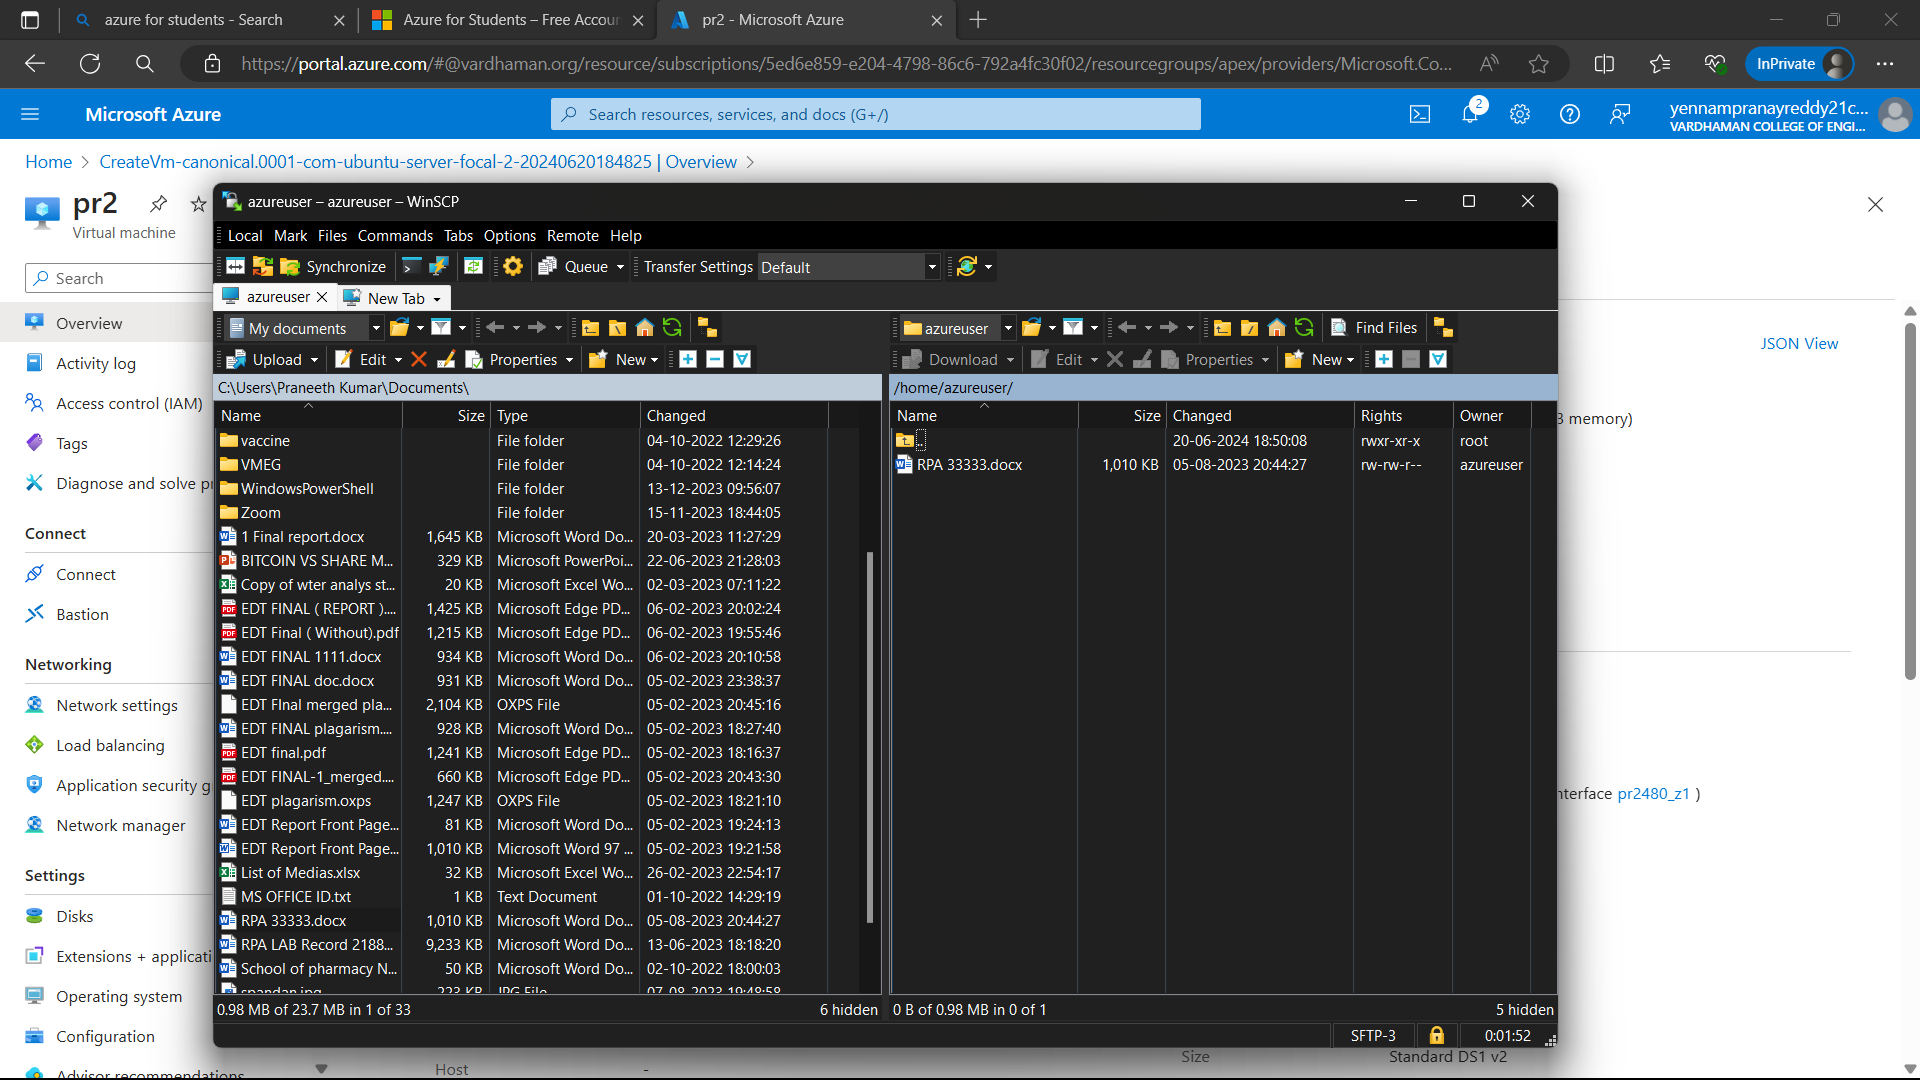 azure for students - Search
Azure for Students – Free Accoun
pr2 - Microsoft Azure
https://portal.azure.com/#@vardhaman.org/resource/subscriptions/5ed6e859-e204-4798-86c6-792a4fc30f02/resourcegroups/apex/providers/Microsoft.Co...
InPrivate
Microsoft Azure
Search resources, services, and docs (G+/)
2
yennampranayreddy21c...
VARDHAMAN COLLEGE OF ENGI...
Home > CreateVm-canonical.0001-com-ubuntu-server-focal-2-20240620184825 | Overview >
pr2
Virtual machine
Search
Overview
Activity log
Access control (IAM)
Tags
Diagnose and solve pr
Connect
Connect
Bastion
Networking
Network settings
Load balancing
Application security g
Network manager
Settings
Disks
Extensions + applicati
Operating system
Configuration
Advisor recommendations
azureuser – azureuser – WinSCP
Local Mark Files Commands Tabs Options Remote Help
Synchronize Queue Transfer Settings Default
azureuser New Tab
My documents
Upload Edit Properties New
C:\Users\Praneeth Kumar\Documents\
Name Size Type Changed
vaccine File folder 04-10-2022 12:29:26
VMEG File folder 04-10-2022 12:14:24
WindowsPowerShell File folder 13-12-2023 09:56:07
Zoom File folder 15-11-2023 18:44:05
1 Final report.docx 1,645 KB Microsoft Word Do... 20-03-2023 11:27:29
BITCOIN VS SHARE M... 329 KB Microsoft PowerPoi... 22-06-2023 21:28:03
Copy of wter analys st... 20 KB Microsoft Excel Wo... 02-03-2023 07:11:22
EDT FINAL ( REPORT ).... 1,425 KB Microsoft Edge PD... 06-02-2023 20:02:24
EDT Final ( Without).pdf 1,215 KB Microsoft Edge PD... 06-02-2023 19:55:46
EDT FINAL 1111.docx 934 KB Microsoft Word Do... 06-02-2023 20:10:58
EDT FINAL doc.docx 931 KB Microsoft Word Do... 05-02-2023 23:38:37
EDT FInal merged pla... 2,104 KB OXPS File 05-02-2023 20:45:16
EDT FINAL plagarism.... 928 KB Microsoft Word Do... 05-02-2023 18:27:40
EDT final.pdf 1,241 KB Microsoft Edge PD... 05-02-2023 18:16:37
EDT FINAL-1_merged.... 660 KB Microsoft Edge PD... 05-02-2023 20:43:30
EDT plagarism.oxps 1,247 KB OXPS File 05-02-2023 18:21:10
EDT Report Front Page... 81 KB Microsoft Word Do... 05-02-2023 19:24:13
EDT Report Front Page... 1,010 KB Microsoft Word 97 ... 05-02-2023 19:21:58
List of Medias.xlsx 32 KB Microsoft Excel Wo... 26-02-2023 22:54:17
MS OFFICE ID.txt 1 KB Text Document 01-10-2022 14:29:19
RPA 33333.docx 1,010 KB Microsoft Word Do... 05-08-2023 20:44:27
RPA LAB Record 2188... 9,233 KB Microsoft Word Do... 13-06-2023 18:18:20
School of pharmacy N... 50 KB Microsoft Word Do... 02-10-2022 18:00:03
spandan.jpg 223 KB JPG File 07-08-2023 19:48:58
0.98 MB of 23.7 MB in 1 of 33 6 hidden
azureuser Find Files
Download Edit Properties New
/home/azureuser/
Name Size Changed Rights Owner
.. 20-06-2024 18:50:08 rwxr-xr-x root
RPA 33333.docx 1,010 KB 05-08-2023 20:44:27 rw-rw-r-- azureuser
0 B of 0.98 MB in 0 of 1 5 hidden
SFTP-3 0:01:52
JSON View
memory)
nterface pr2480_z1 )
Size Standard DS1 v2
Host -